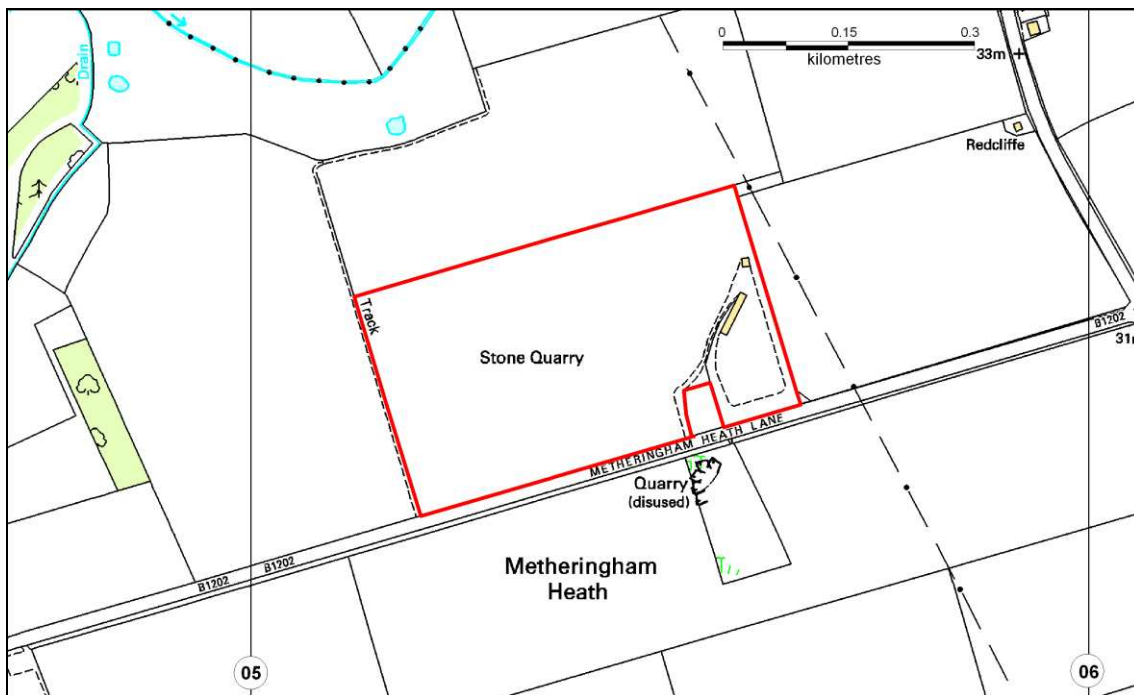 0 0.15 0.3
kilometres
33m
Drain
Redcliffe
Track
Stone Quarry
B1202
31m
METHERINGHAM HEATH LANE
Quarry
(disused)
B1202
B1202
Metheringham
Heath
05
06